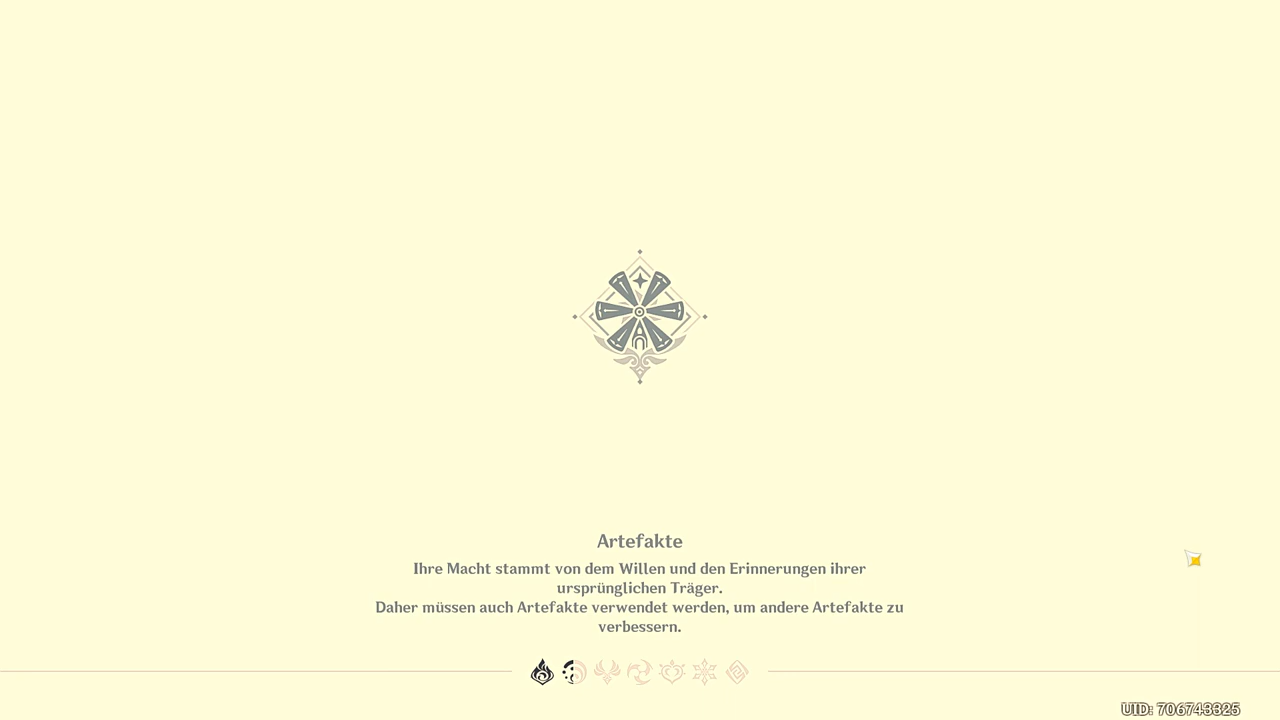 Artefakte
Ihre Macht stammt von dem Willen und den Erinnerungen ihrer
ursprünglichen Träger.
Daher müssen auch Artefakte verwendet werden, um andere Artefakte zu
verbessern.
UID: 706743325